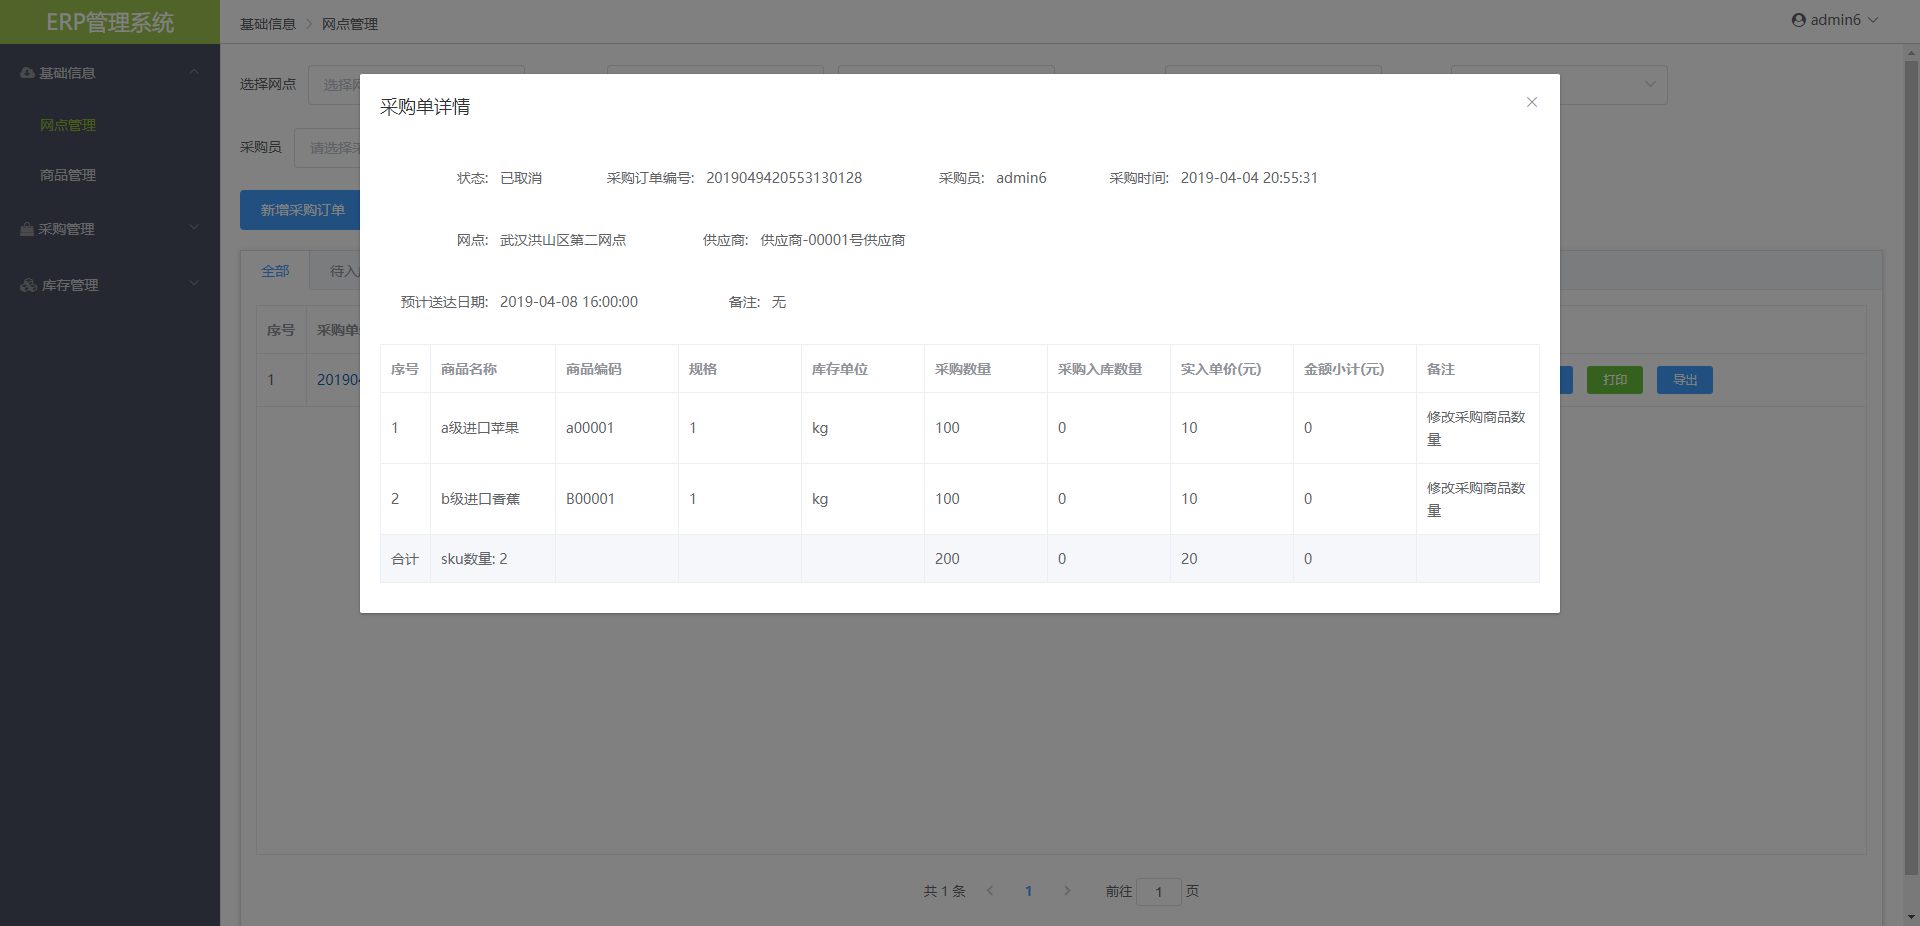 ERP管理系统
基础信息
网点管理
商品管理
采购管理
库存管理
基础信息 > 网点管理
admin6
选择网点 选择
采购员 请选择
新增采购订单
全部 待入
序号 采购单
1 20190
打印 导出
共 1 条 < 1 > 前往 1 页
采购单详情
状态: 已取消 采购订单编号: 2019049420553130128 采购员: admin6 采购时间: 2019-04-04 20:55:31
网点: 武汉洪山区第二网点 供应商: 供应商-00001号供应商
预计送达日期: 2019-04-08 16:00:00 备注: 无
序号 商品名称 商品编码 规格 库存单位 采购数量 采购入库数量 实入单价(元) 金额小计(元) 备注
1 a级进口苹果 a00001 1 kg 100 0 10 0 修改采购商品数
量
2 b级进口香蕉 B00001 1 kg 100 0 10 0 修改采购商品数
量
合计 sku数量: 2 200 0 20 0